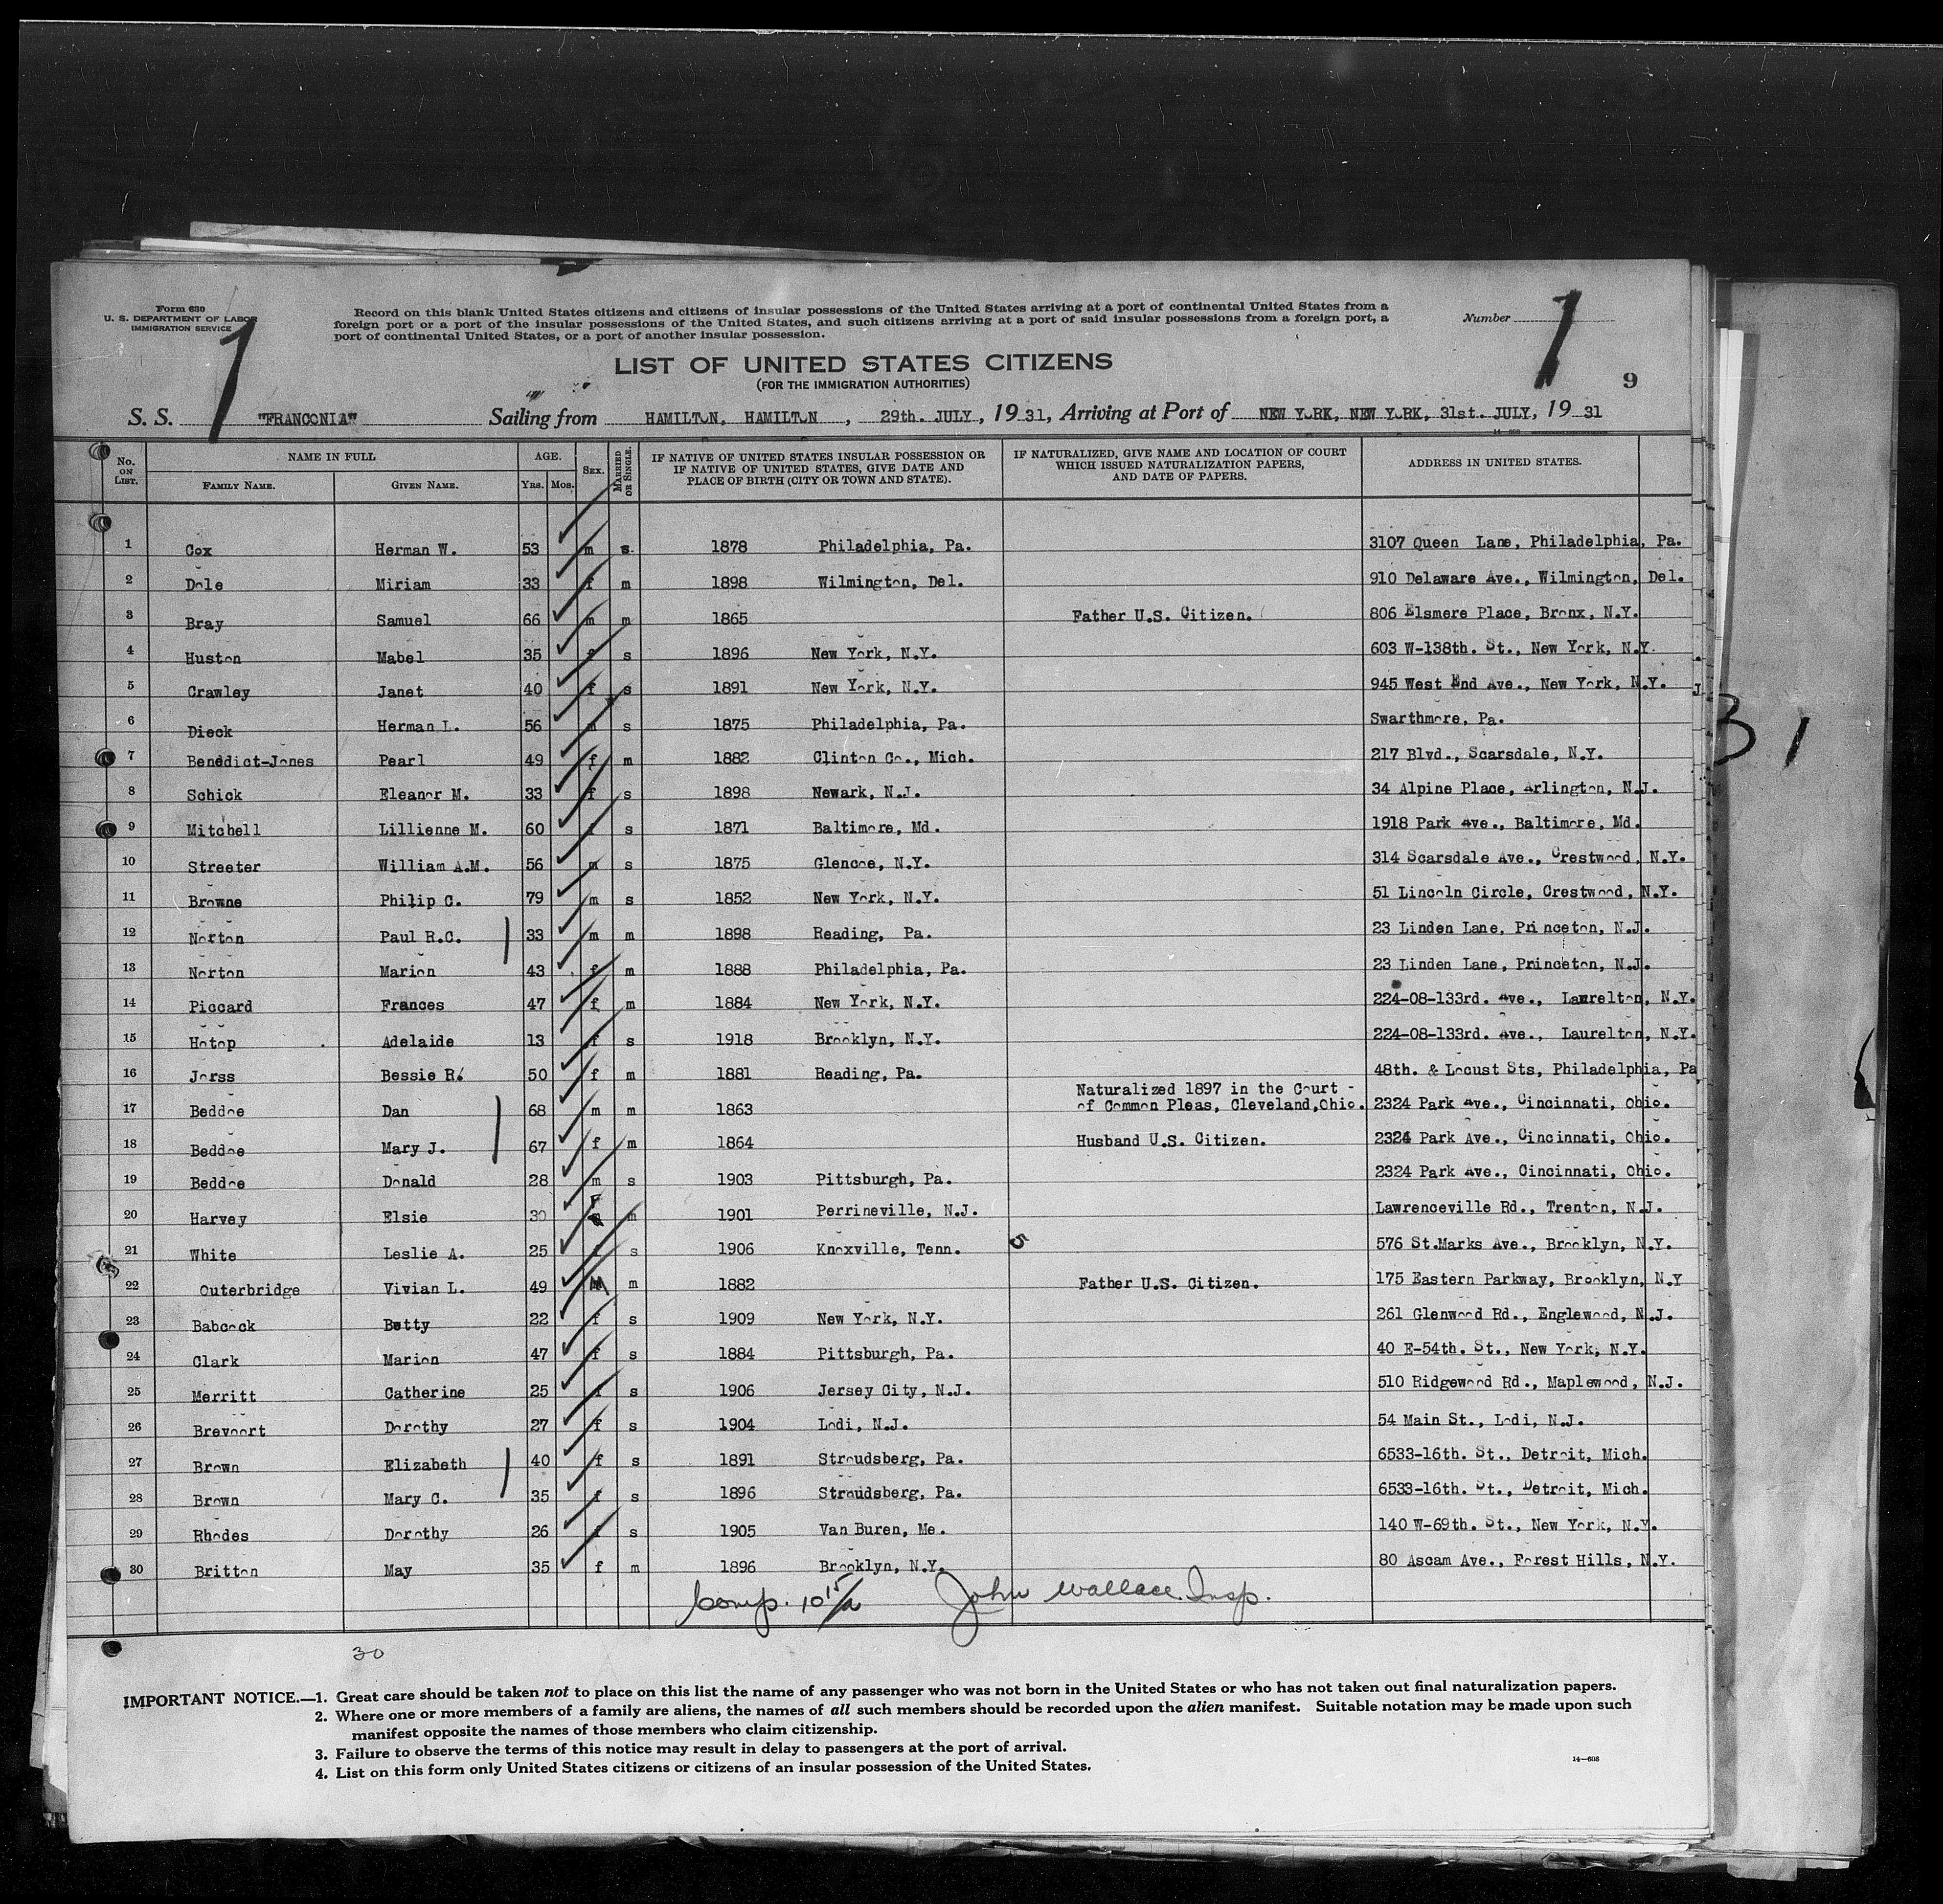 Form 630
U. S. DEPARTMENT OF LABOR
IMMIGRATION SERVICE
Record on this blank United States citizens and citizens of insular possessions of the United States arriving at a port of continental United States from a
foreign port or a port of the insular possessions of the United States, and such citizens arriving at a port of said insular possessions from a foreign port, a
port of continental United States, or a port of another insular possession.
Number 1
1
LIST OF UNITED STATES CITIZENS
(FOR THE IMMIGRATION AUTHORITIES)
9
S. S. "FRANCONIA" Sailing from HAMILTON, HAMILTON, 29th. JULY, 1931, Arriving at Port of NEW YORK, NEW YORK, 31st. JULY, 1931
No. ON LIST. NAME IN FULL FAMILY NAME. GIVEN NAME. AGE. YRS. MOS. SEX. MARRIED OR SINGLE. IF NATIVE OF UNITED STATES INSULAR POSSESSION OR IF NATIVE OF UNITED STATES, GIVE DATE AND PLACE OF BIRTH (CITY OR TOWN AND STATE). IF NATURALIZED, GIVE NAME AND LOCATION OF COURT WHICH ISSUED NATURALIZATION PAPERS, AND DATE OF PAPERS. ADDRESS IN UNITED STATES.
1 Cox Herman W. 53 m s. 1878 Philadelphia, Pa. 3107 Queen Lane, Philadelphia, Pa.
2 Dole Miriam 33 f m 1898 Wilmington, Del. 910 Delaware Ave., Wilmington, Del.
3 Bray Samuel 66 m m 1865 Father U.S. Citizen. 806 Elsmere Place, Bronx, N.Y.
4 Huston Mabel 35 f s 1896 New York, N.Y. 603 W-138th. St., New York, N.Y.
5 Crawley Janet 40 f s 1891 New York, N.Y. 945 West End Ave., New York, N.Y.
6 Dieck Herman L. 56 m s 1875 Philadelphia, Pa. Swarthmore, Pa.
7 Benedict-Jones Pearl 49 f m 1882 Clinton Co., Mich. 217 Blvd., Scarsdale, N.Y.
8 Schick Eleanor M. 33 f s 1898 Newark, N.J. 34 Alpine Place, Arlington, N.J.
9 Mitchell Lillienne M. 60 f s 1871 Baltimore, Md. 1918 Park Ave., Baltimore, Md.
10 Streeter William A.M. 56 m s 1875 Glencoe, N.Y. 314 Scarsdale Ave., Crestwood, N.Y.
11 Browne Philip C. 79 m s 1852 New York, N.Y. 51 Lincoln Circle, Crestwood, N.Y.
12 Norton Paul R.C. 33 m m 1898 Reading, Pa. 23 Linden Lane, Princeton, N.J.
13 Norton Marion 43 f m 1888 Philadelphia, Pa. 23 Linden Lane, Princeton, N.J.
14 Piccard Frances 47 f m 1884 New York, N.Y. 224-08-133rd. Ave., Laurelton, N.Y.
15 Hotop Adelaide 13 f s 1918 Brooklyn, N.Y. 224-08-133rd. Ave., Laurelton, N.Y.
16 Jorss Bessie R. 50 f m 1881 Reading, Pa. 48th. & Locust Sts, Philadelphia, Pa
17 Beddoe Dan 68 m m 1863 Naturalized 1897 in the Court -
of Common Pleas, Cleveland,Ohio. 2324 Park Ave., Cincinnati, Ohio.
18 Beddoe Mary J. 67 f m 1864 Husband U.S. Citizen. 2324 Park Ave., Cincinnati, Ohio.
19 Beddoe Donald 28 m s 1903 Pittsburgh, Pa. 2324 Park Ave., Cincinnati, Ohio.
20 Harvey Elsie 30 F m 1901 Perrineville, N.J. Lawrenceville Rd., Trenton, N.J.
21 White Leslie A. 25 f s 1906 Knoxville, Tenn. 5 576 St.Marks Ave., Brooklyn, N.Y.
22 Outerbridge Vivian L. 49 M m 1882 Father U.S. Citizen. 175 Eastern Parkway, Brooklyn, N.Y
23 Babcock Betty 22 f s 1909 New York, N.Y. 261 Glenwood Rd., Englewood, N.J.
24 Clark Marion 47 f s 1884 Pittsburgh, Pa. 40 E-54th. St., New York, N.Y.
25 Merritt Catherine 25 f s 1906 Jersey City, N.J. 510 Ridgewood Rd., Maplewood, N.J.
26 Brevoort Dorothy 27 f s 1904 Lodi, N.J. 54 Main St., Lodi, N.J.
27 Brown Elizabeth 40 f s 1891 Stroudsberg, Pa. 6533-16th. St., Detroit, Mich.
28 Brown Mary C. 35 f s 1896 Stroudsberg, Pa. 6533-16th. St., Detroit, Mich.
29 Rhodes Dorothy 26 f s 1905 Van Buren, Me. 140 W-69th. St., New York, N.Y.
30 Britton May 35 f m 1896 Brooklyn, N.Y. 80 Ascam Ave., Forest Hills, N.Y.
Comp. 10 15/ John Wallace Insp.
30
IMPORTANT NOTICE.—1. Great care should be taken not to place on this list the name of any passenger who was not born in the United States or who has not taken out final naturalization papers.
2. Where one or more members of a family are aliens, the names of all such members should be recorded upon the alien manifest. Suitable notation may be made upon such
manifest opposite the names of those members who claim citizenship.
3. Failure to observe the terms of this notice may result in delay to passengers at the port of arrival.
4. List on this form only United States citizens or citizens of an insular possession of the United States.
14—608
31